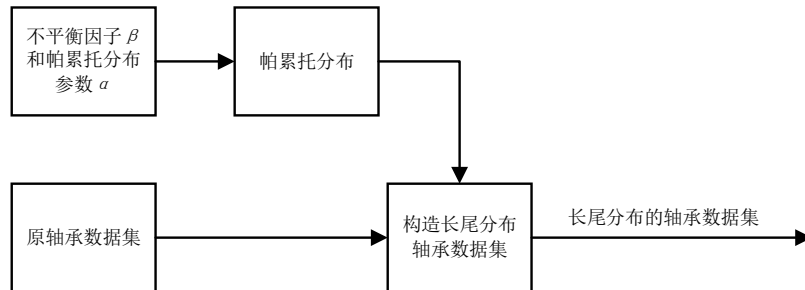 不平衡因子 β
和帕累托分布
参数 α
帕累托分布
原轴承数据集
构造长尾分布
轴承数据集
长尾分布的轴承数据集